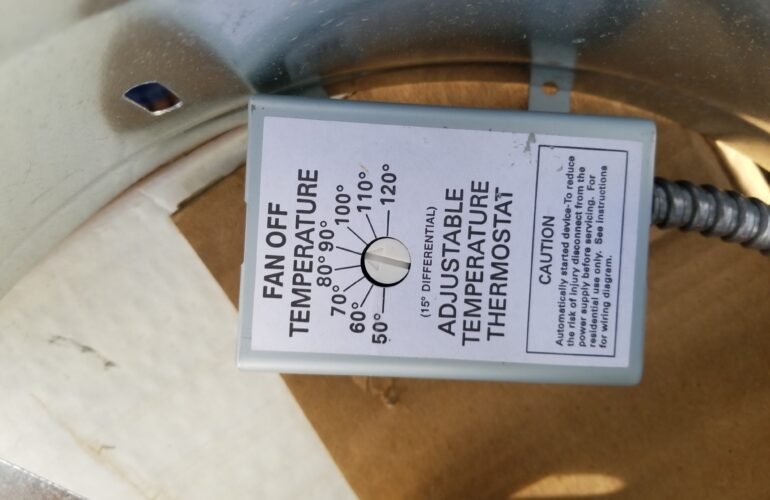 FAN OFF
TEMPERATURE
50° 60° 70° 80° 90° 100° 110° 120°
(15° DIFFERENTIAL)
ADJUSTABLE
TEMPERATURE
THERMOSTAT
CAUTION
Automatically started device-To reduce
the risk of injury disconnect from the
power supply before servicing. For
residential use only. See instructions
for wiring diagram.